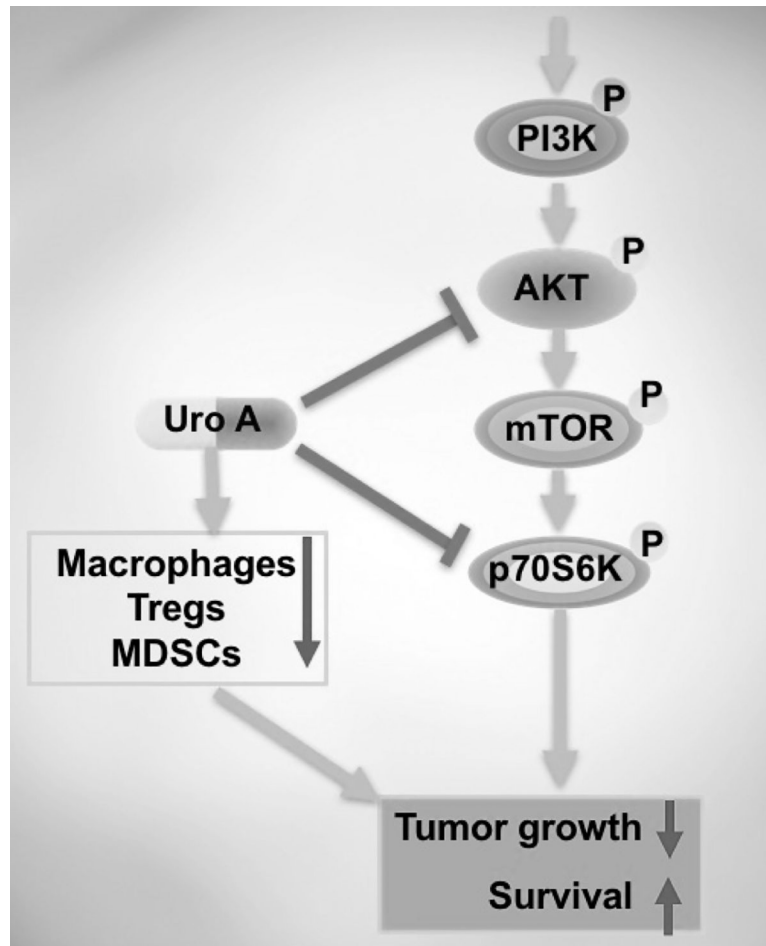 P
PI3K
P
AKT
Uro A
P
mTOR
P
p70S6K
Macrophages
Tregs
MDSCs
Tumor growth
Survival